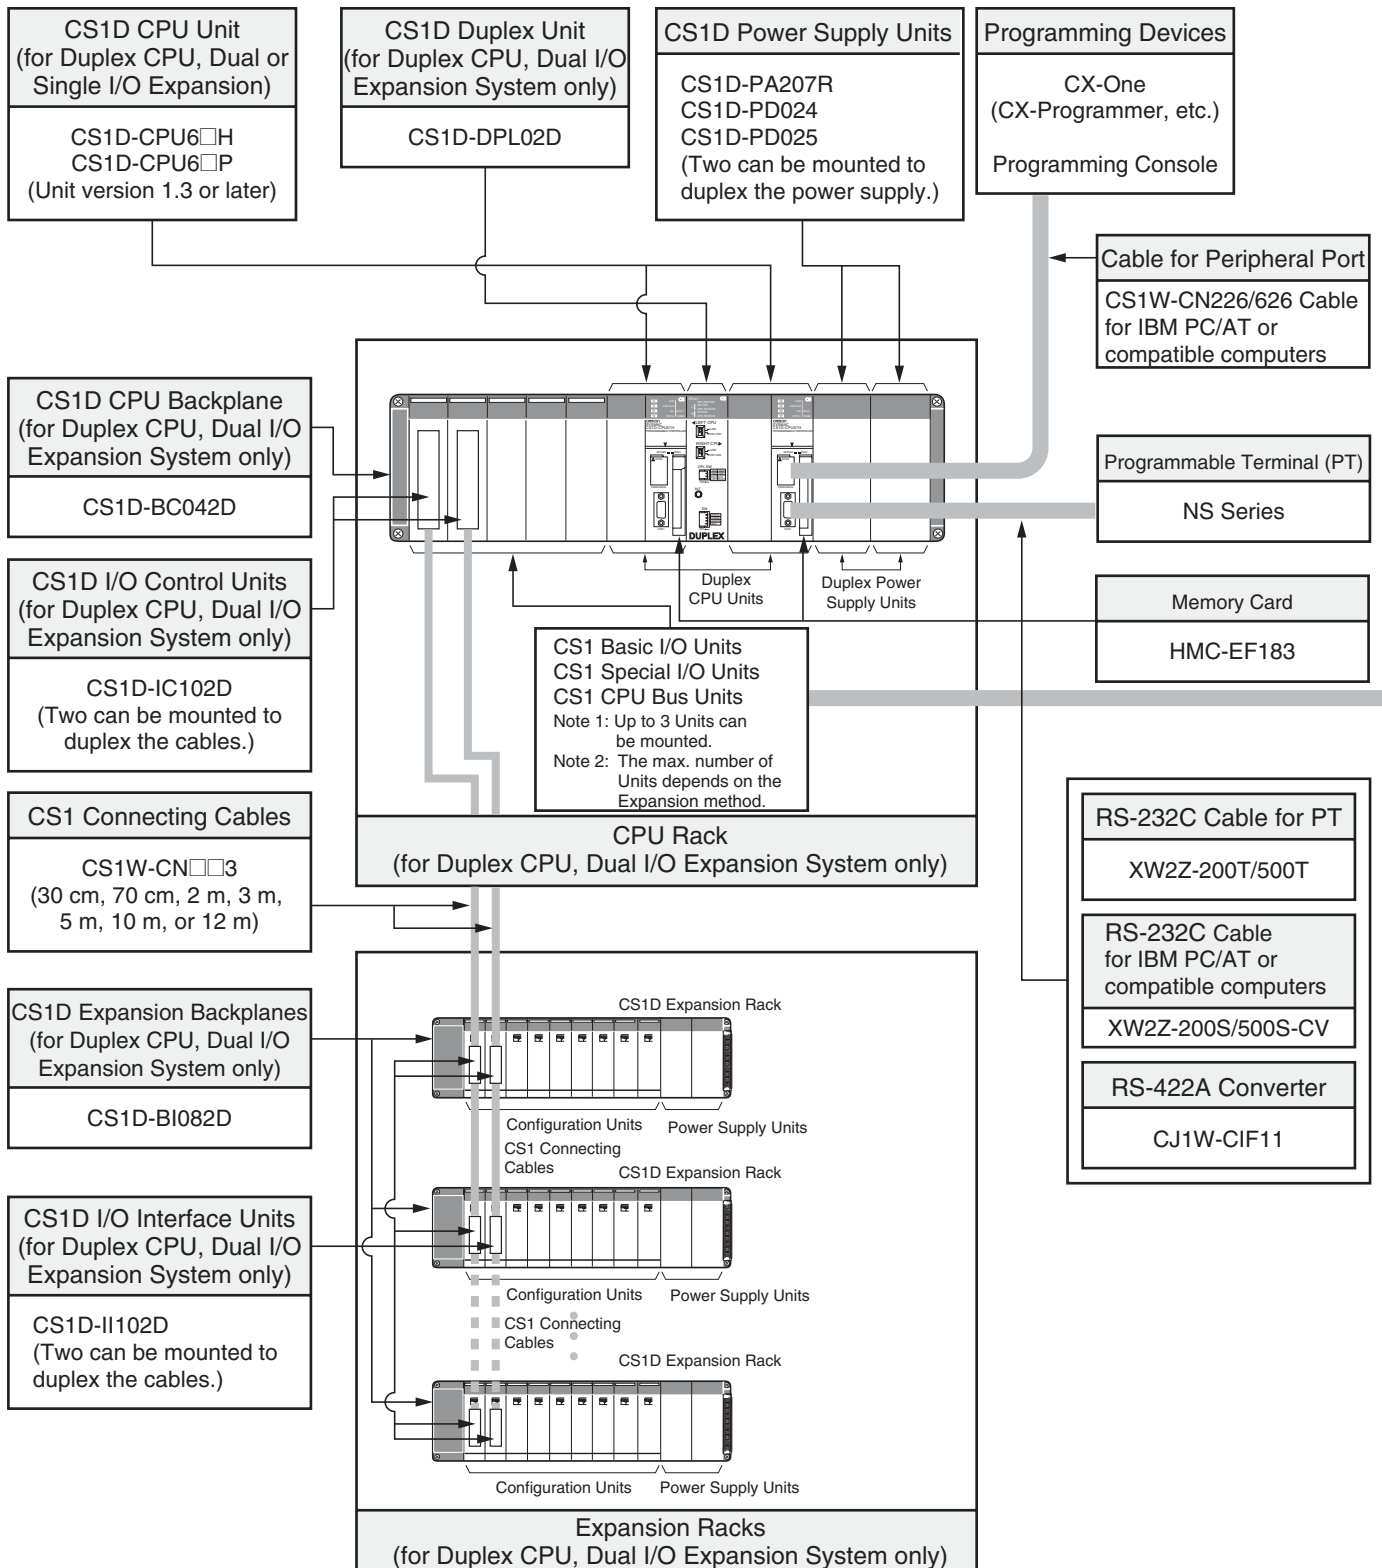 CS1D CPU Unit
(for Duplex CPU, Dual or
Single I/O Expansion)
CS1D-CPU6□H
CS1D-CPU6□P
(Unit version 1.3 or later)
CS1D Duplex Unit
(for Duplex CPU, Dual I/O
Expansion System only)
CS1D-DPL02D
CS1D Power Supply Units
CS1D-PA207R
CS1D-PD024
CS1D-PD025
(Two can be mounted to
duplex the power supply.)
Programming Devices
CX-One
(CX-Programmer, etc.)
Programming Console
Cable for Peripheral Port
CS1W-CN226/626 Cable
for IBM PC/AT or
compatible computers
CS1D CPU Backplane
(for Duplex CPU, Dual I/O
Expansion System only)
CS1D-BC042D
LEFT CPU
RIGHT CPU
DPL SW
DUPLEX
Programmable Terminal (PT)
NS Series
CS1D I/O Control Units
(for Duplex CPU, Dual I/O
Expansion System only)
CS1D-IC102D
(Two can be mounted to
duplex the cables.)
Duplex
CPU Units
Duplex Power
Supply Units
Memory Card
HMC-EF183
CS1 Basic I/O Units
CS1 Special I/O Units
CS1 CPU Bus Units
Note 1: Up to 3 Units can
be mounted.
Note 2: The max. number of
Units depends on the
Expansion method.
CPU Rack
(for Duplex CPU, Dual I/O Expansion System only)
CS1 Connecting Cables
CS1W-CN□□3
(30 cm, 70 cm, 2 m, 3 m,
5 m, 10 m, or 12 m)
RS-232C Cable for PT
XW2Z-200T/500T
RS-232C Cable
for IBM PC/AT or
compatible computers
XW2Z-200S/500S-CV
RS-422A Converter
CJ1W-CIF11
CS1D Expansion Backplanes
(for Duplex CPU, Dual I/O
Expansion System only)
CS1D-BI082D
CS1D Expansion Rack
Configuration Units
Power Supply Units
CS1 Connecting
Cables
CS1D Expansion Rack
CS1D I/O Interface Units
(for Duplex CPU, Dual I/O
Expansion System only)
CS1D-II102D
(Two can be mounted to
duplex the cables.)
Configuration Units
Power Supply Units
CS1 Connecting
Cables
CS1D Expansion Rack
Configuration Units
Power Supply Units
Expansion Racks
(for Duplex CPU, Dual I/O Expansion System only)